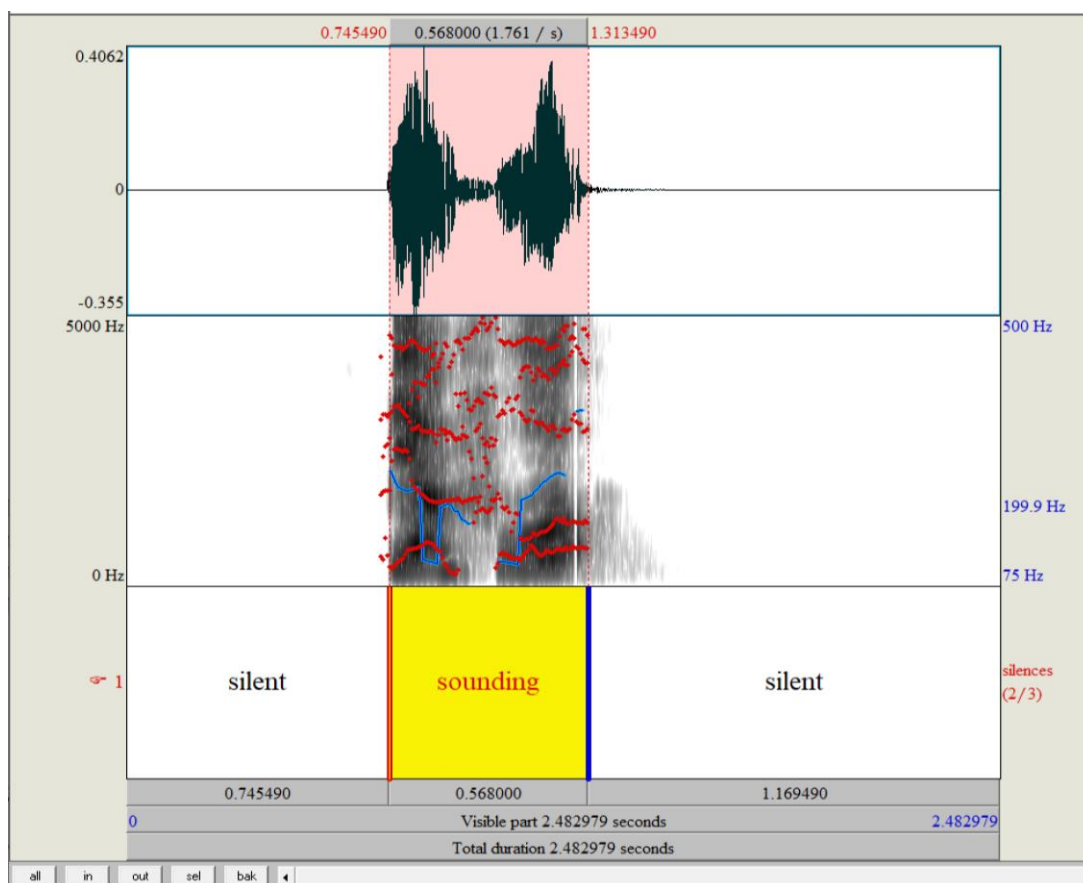 0.745490 0.568000 (1.761 / s) 1.313490
0.4062
0
-0.355
5000 Hz 500 Hz
199.9 Hz
0 Hz 75 Hz
☞ 1 silent sounding silent silences
(2/3)
0.745490 0.568000 1.169490
0 Visible part 2.482979 seconds 2.482979
Total duration 2.482979 seconds
all in out sel bak